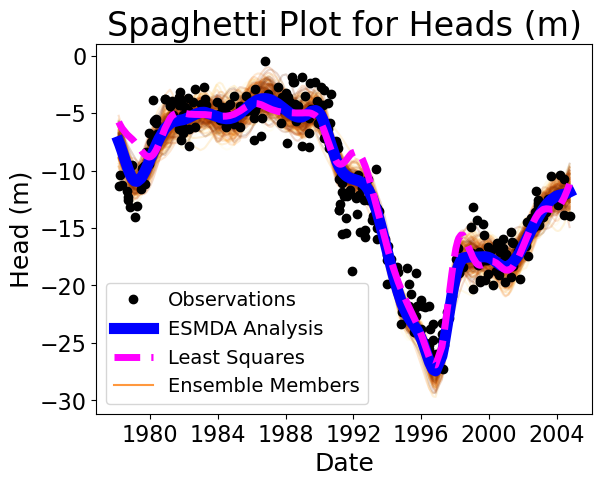 Spaghetti Plot for Heads (m)
Head (m)
0
−5
−10
−15
−20
−25
−30
Observations
ESMDA Analysis
Least Squares
Ensemble Members
1980 1984 1988 1992 1996 2000 2004
Date